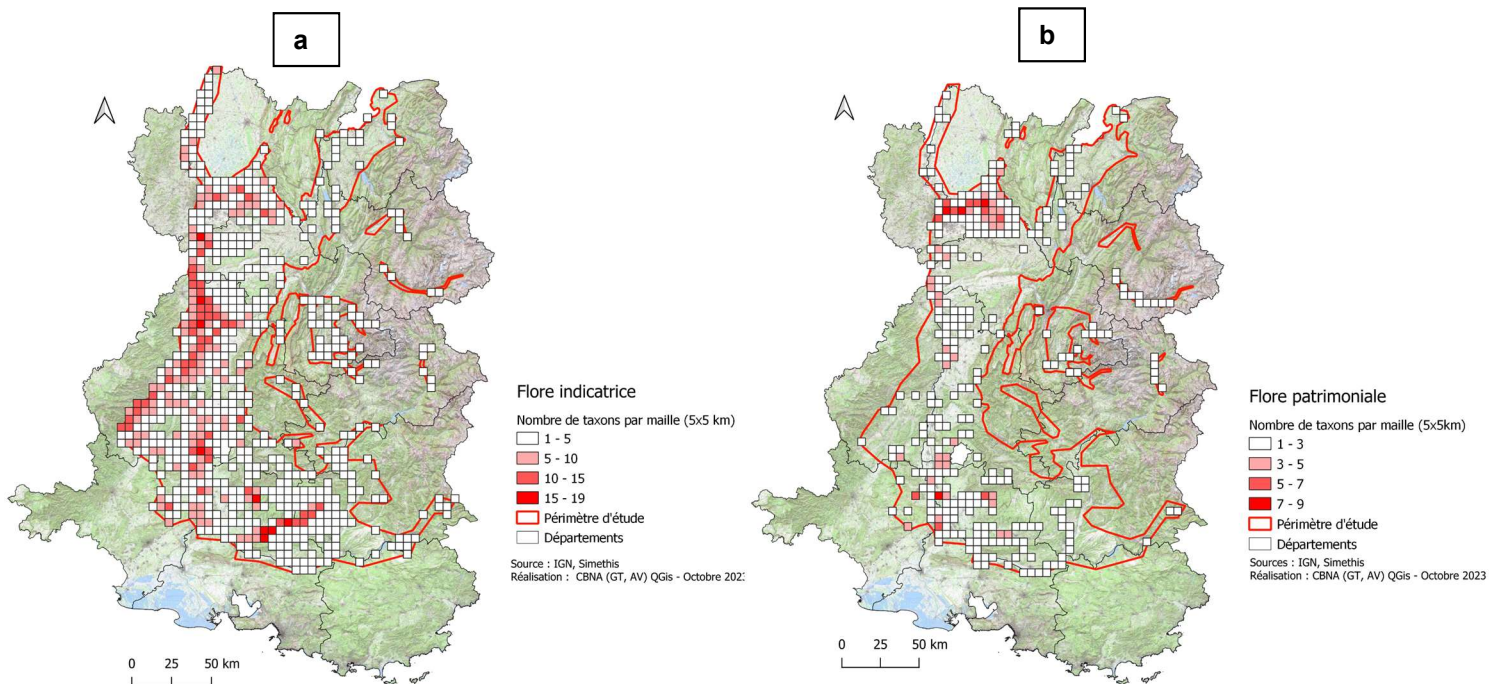 a
Flore indicatrice
Nombre de taxons par maille (5x5 km)
1 - 5
5 - 10
10 - 15
15 - 19
Périmètre d'étude
Départements
Source : IGN, Simethis
Réalisation : CBNA (GT, AV) QGis - Octobre 202
0 25 50 km
b
Flore patrimoniale
Nombre de taxons par maille (5x5km)
1 - 3
3 - 5
5 - 7
7 - 9
Périmètre d'étude
Départements
Sources : IGN, Simethis
Réalisation : CBNA (GT, AV) QGis - Octobre 2023
0 25 50 km